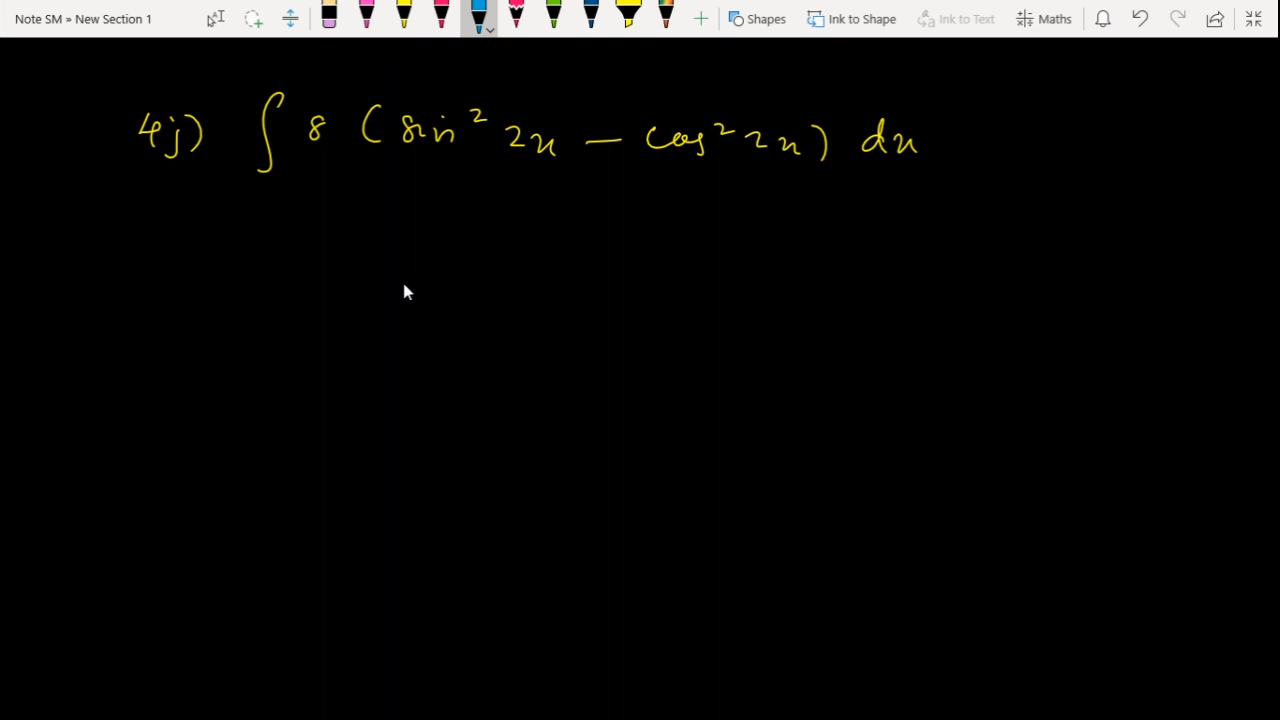 Note SM » New Section 1 Shapes Ink to Shape Ink to Text Maths
4j) ∫ 8 (sin² 2x − cos² 2x) dx